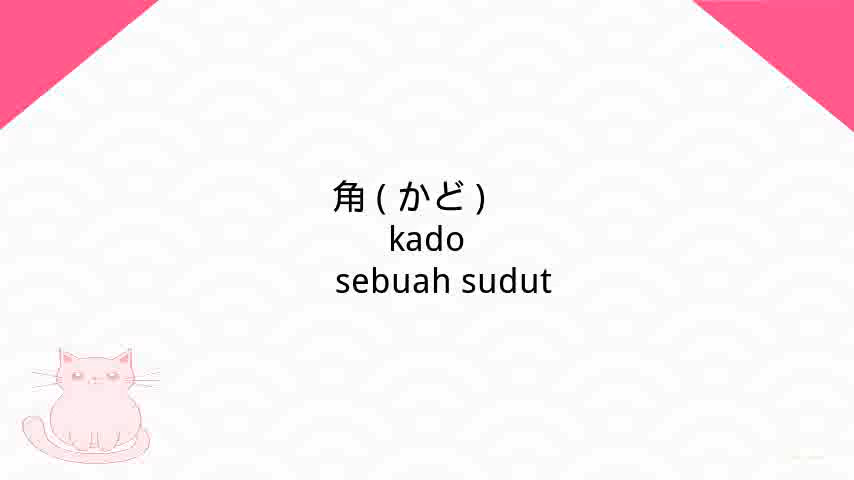 角 ( かど )
kado
sebuah sudut